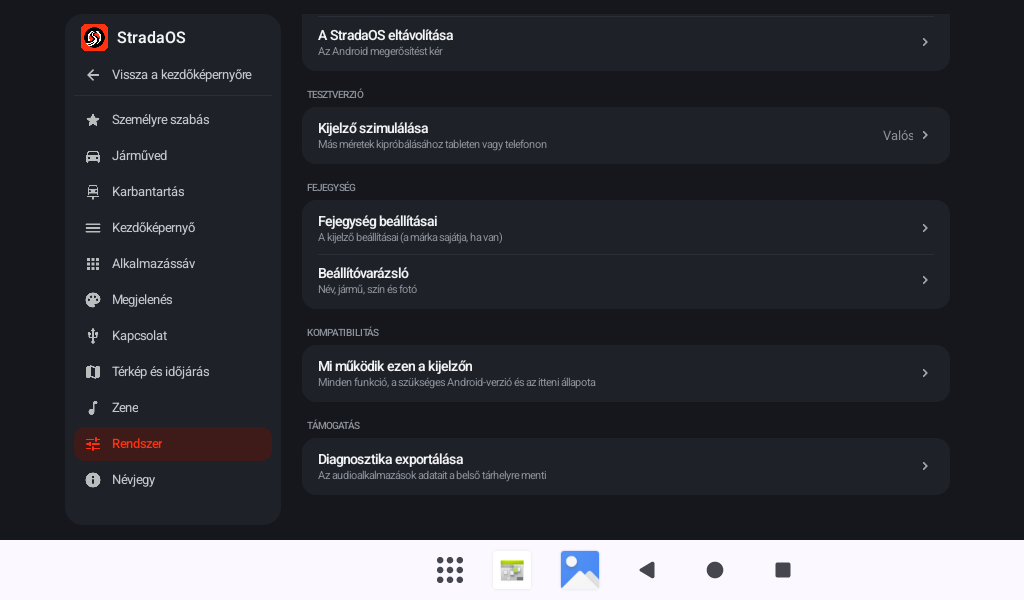 StradaOS
Vissza a kezdőképernyőre
Személyre szabás
Járműved
Karbantartás
Kezdőképernyő
Alkalmazássáv
Megjelenés
Kapcsolat
Térkép és időjárás
Zene
Rendszer
Névjegy
A StradaOS eltávolítása
Az Android megerősítést kér
TESZTVERZIÓ
Kijelző szimulálása
Más méretek kipróbálásához tableten vagy telefonon
Valós
FEJEGYSÉG
Fejegység beállításai
A kijelző beállításai (a márka sajátja, ha van)
Beállítóvarázsló
Név, jármű, szín és fotó
KOMPATIBILITÁS
Mi működik ezen a kijelzőn
Minden funkció, a szükséges Android-verzió és az itteni állapota
TÁMOGATÁS
Diagnosztika exportálása
Az audioalkalmazások adatait a belső tárhelyre menti